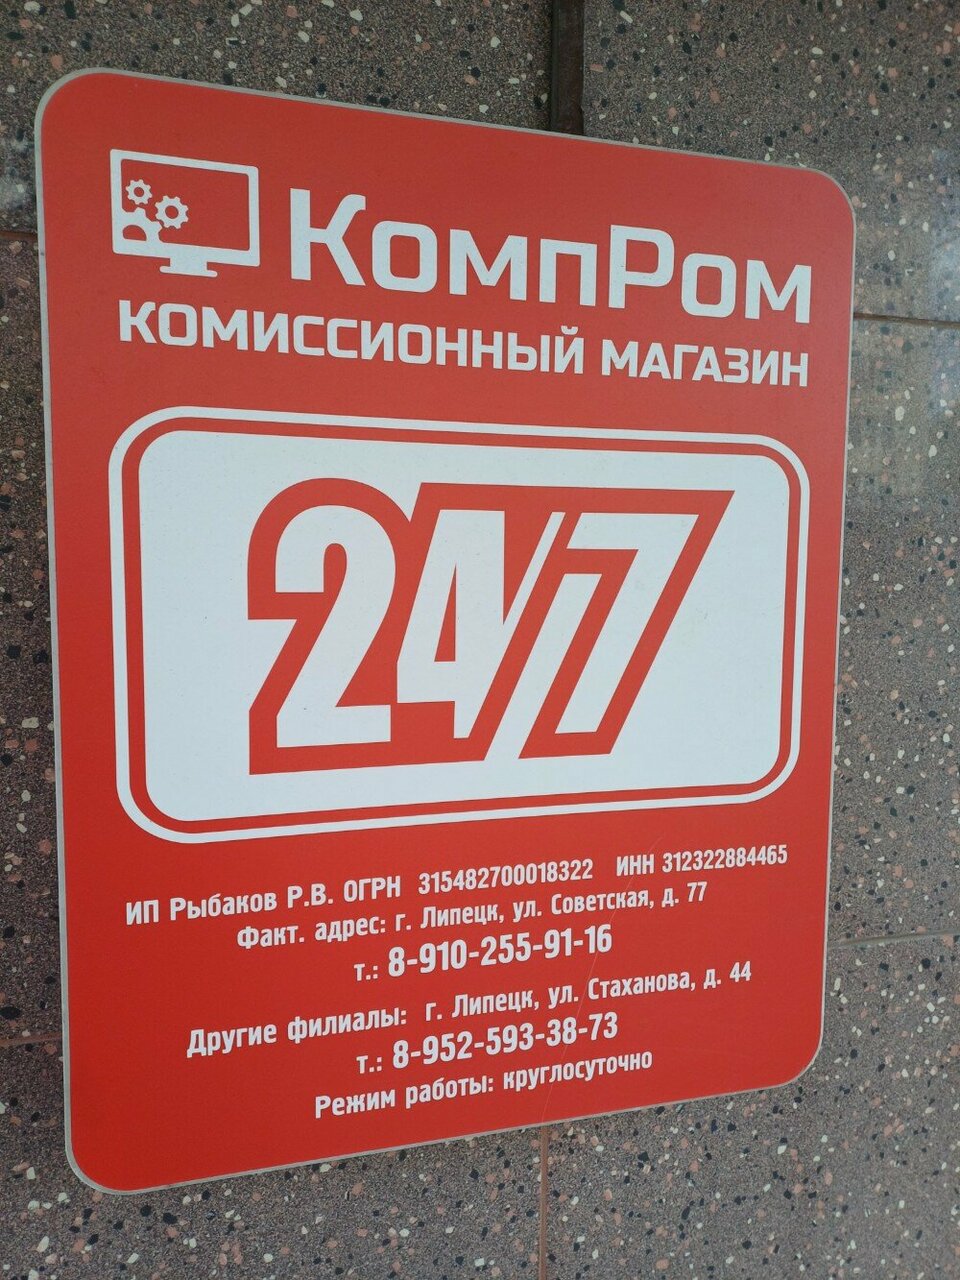 КомпРом
КОМИССИОННЫЙ МАГАЗИН
24/7
ИП Рыбаков Р.В. ОГРН 315482700018322 ИНН 312322884465
Факт. адрес: г. Липецк, ул. Советская, д. 77
т.: 8-910-255-91-16
Другие филиалы: г. Липецк, ул. Стаханова, д. 44
т.: 8-952-593-38-73
Режим работы: круглосуточно